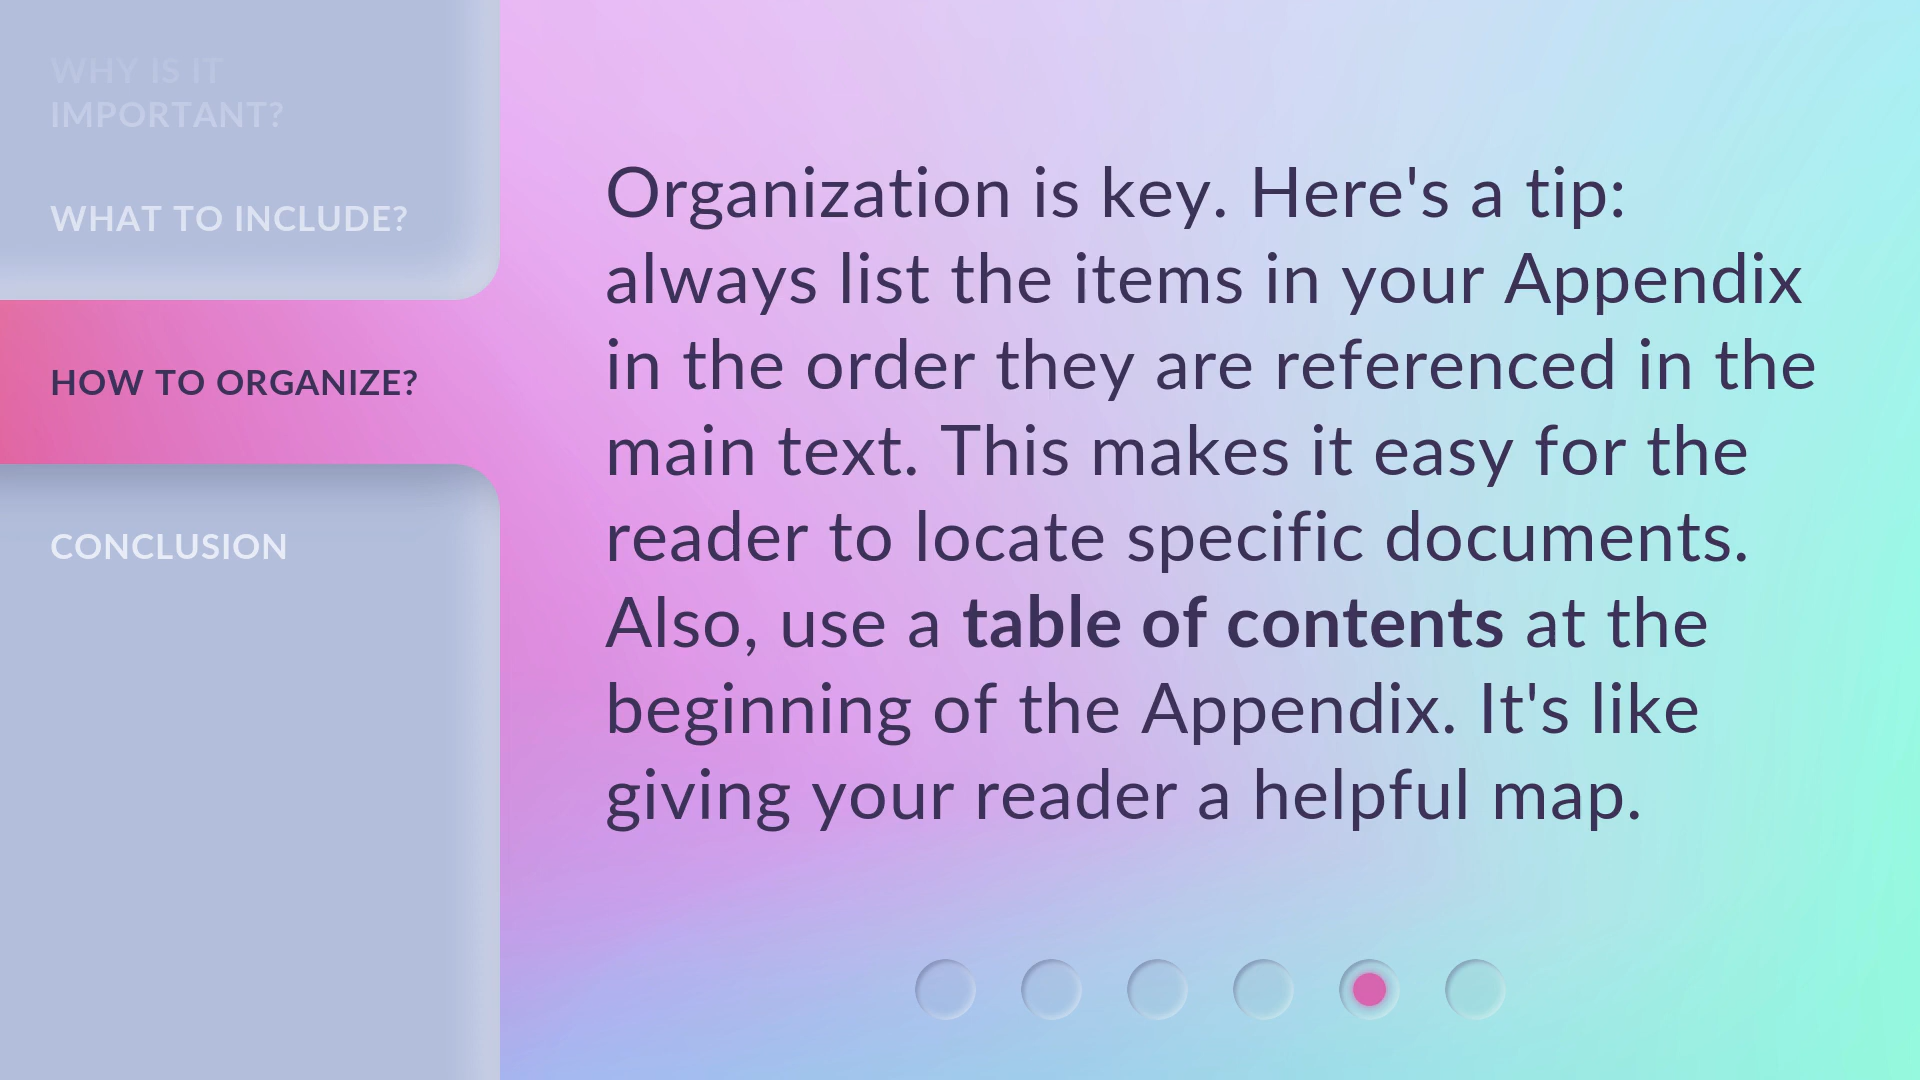 WHY IS IT
IMPORTANT?
WHAT TO INCLUDE?
HOW TO ORGANIZE?
CONCLUSION
Organization is key. Here's a tip:
always list the items in your Appendix
in the order they are referenced in the
main text. This makes it easy for the
reader to locate specific documents.
Also, use a table of contents at the
beginning of the Appendix. It's like
giving your reader a helpful map.